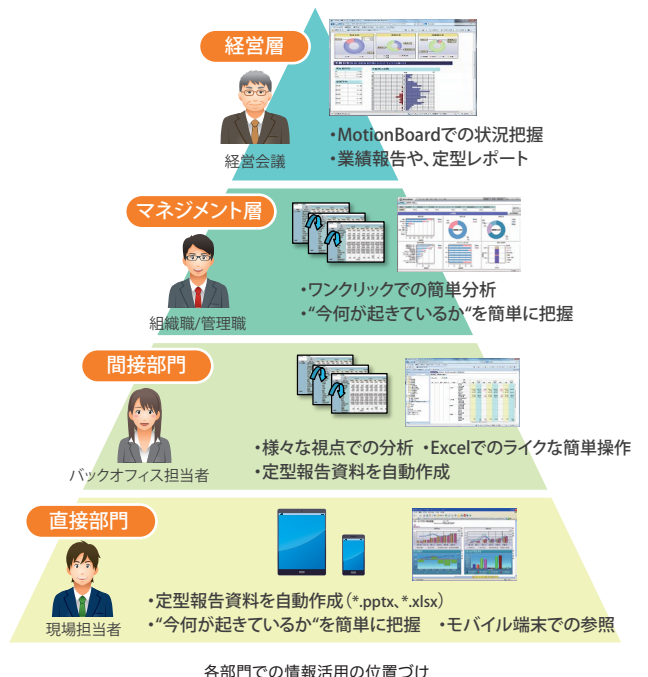 経営層
経営会議
・MotionBoardでの状況把握
・業績報告や、定型レポート
マネジメント層
組織職/管理職
・ワンクリックでの簡単分析
・“今何が起きているか“を簡単に把握
間接部門
バックオフィス担当者
・様々な視点での分析 ・Excelでのライクな簡単操作
・定型報告資料を自動作成
直接部門
現場担当者
・定型報告資料を自動作成(*.pptx、*.xlsx)
・“今何が起きているか“を簡単に把握 ・モバイル端末での参照
各部門での情報活用の位置づけ